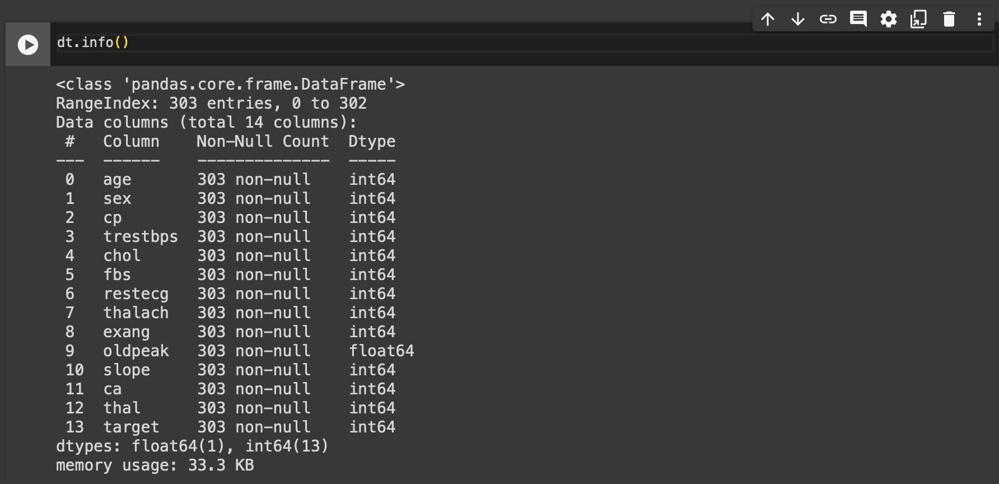 dt.info()
<class 'pandas.core.frame.DataFrame'>
RangeIndex: 303 entries, 0 to 302
Data columns (total 14 columns):
 #   Column    Non-Null Count  Dtype
---  ------    --------------  -----
 0   age       303 non-null    int64
 1   sex       303 non-null    int64
 2   cp        303 non-null    int64
 3   trestbps  303 non-null    int64
 4   chol      303 non-null    int64
 5   fbs       303 non-null    int64
 6   restecg   303 non-null    int64
 7   thalach   303 non-null    int64
 8   exang     303 non-null    int64
 9   oldpeak   303 non-null    float64
 10  slope     303 non-null    int64
 11  ca        303 non-null    int64
 12  thal      303 non-null    int64
 13  target    303 non-null    int64
dtypes: float64(1), int64(13)
memory usage: 33.3 KB